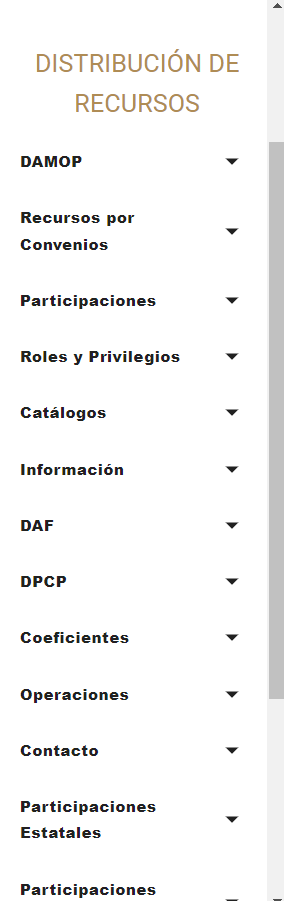 DISTRIBUCIÓN DE
RECURSOS
DAMOP
Recursos por
Convenios
Participaciones
Roles y Privilegios
Catálogos
Información
DAF
DPCP
Coeficientes
Operaciones
Contacto
Participaciones
Estatales
Participaciones